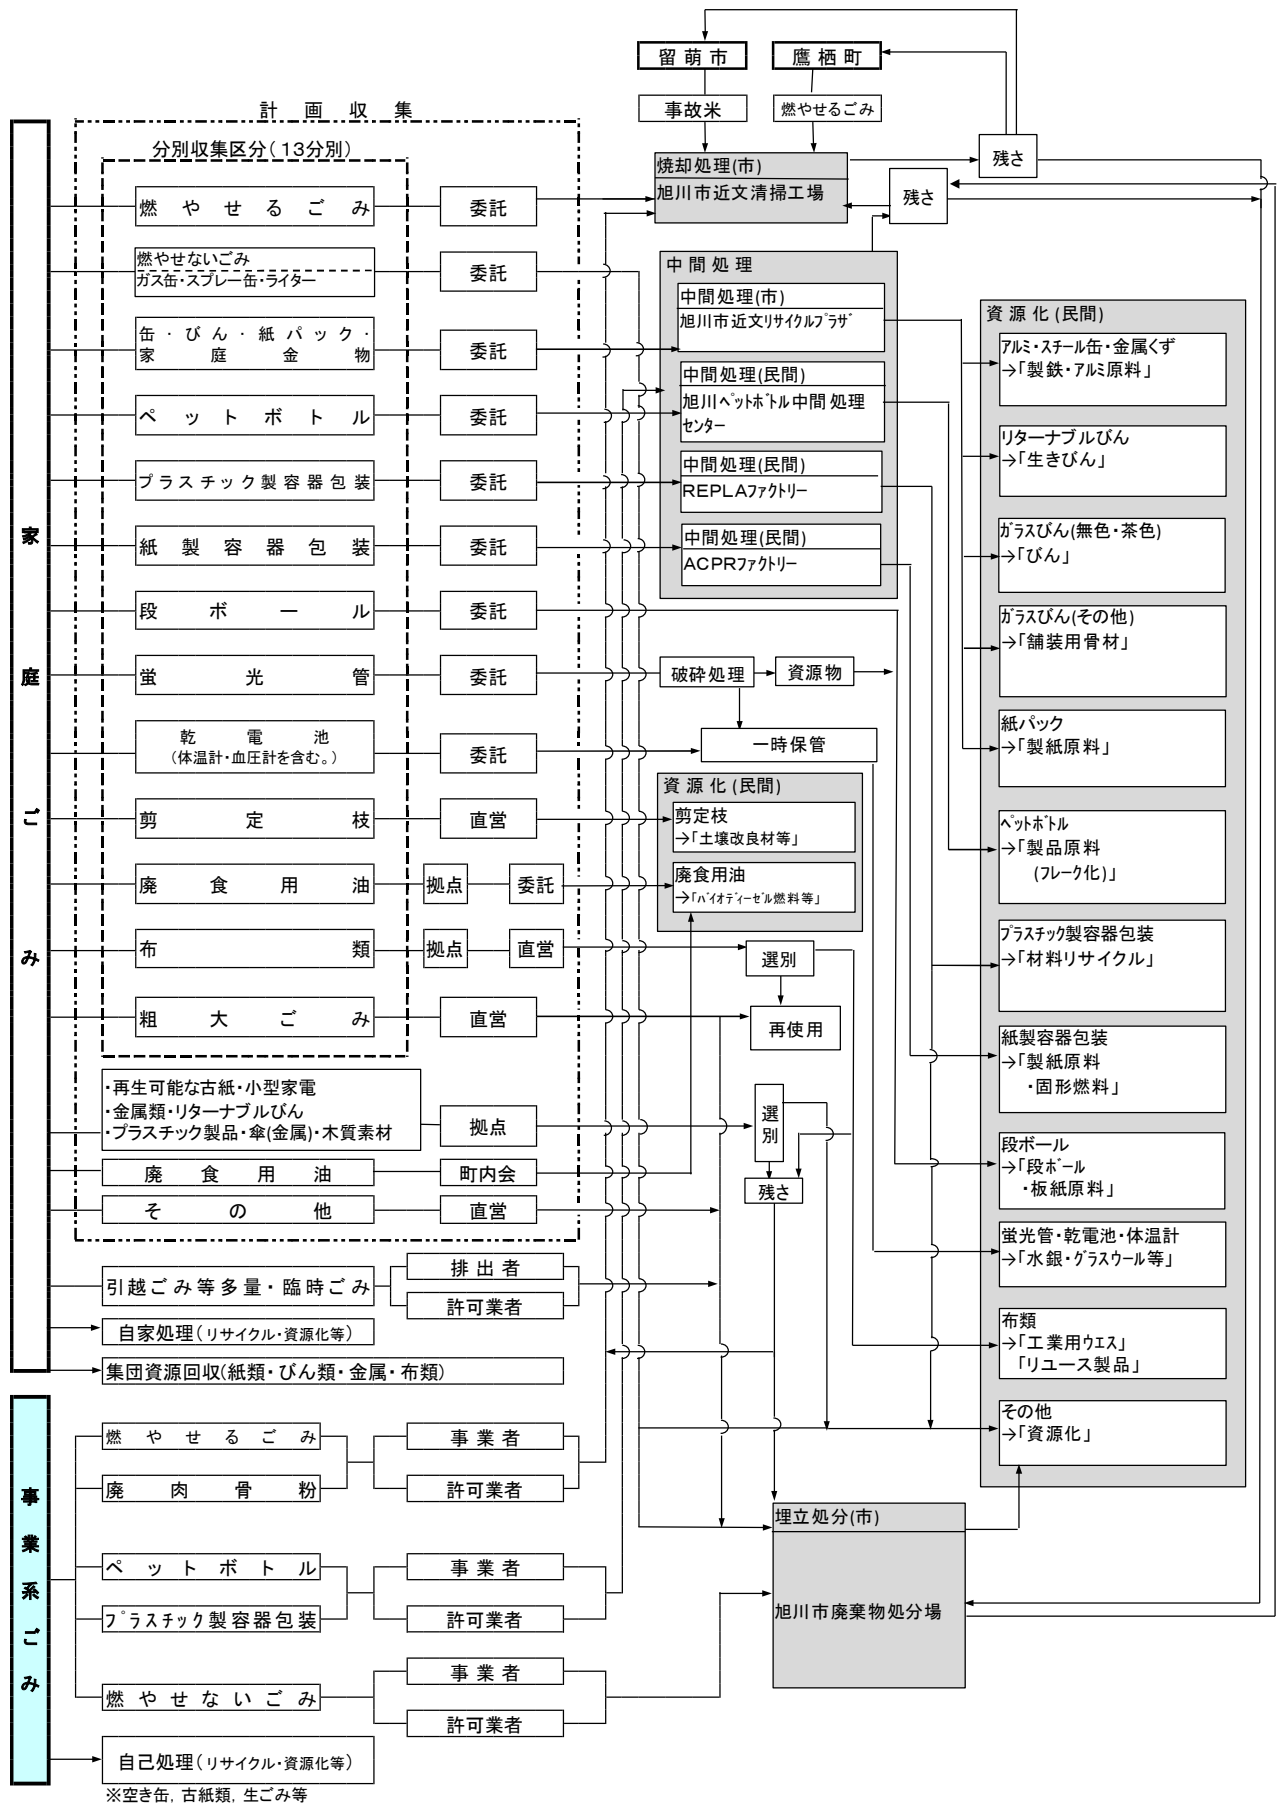 留萌市
鷹栖町
事故米
燃やせるごみ
計画収集
分別収集区分(13分別)
残さ
焼却処理(市)
旭川市近文清掃工場
残さ
燃やせるごみ
委託
燃やせないごみ
ガス缶・スプレー缶・ライター
委託
缶・びん・紙パック・
家庭金物
委託
ペットボトル
委託
プラスチック製容器包装
委託
紙製容器包装
委託
段ボール
委託
蛍光管
委託
乾電池
(体温計・血圧計を含む。)
委託
剪定枝
直営
廃食用油
拠点
委託
布類
拠点
直営
粗大ごみ
直営
・再生可能な古紙・小型家電
・金属類・リターナブルびん
・プラスチック製品・傘(金属)・木質素材
拠点
廃食用油
町内会
その他
直営
引越ごみ等多量・臨時ごみ
排出者
許可業者
自家処理(リサイクル・資源化等)
集団資源回収(紙類・びん類・金属・布類)
家庭ごみ
中間処理
中間処理(市)
旭川市近文リサイクルプラザ
中間処理(民間)
旭川ペットボトル中間処理
センター
中間処理(民間)
REPLAファクトリー
中間処理(民間)
ACPRファクトリー
破砕処理
資源物
一時保管
資源化(民間)
剪定枝
→「土壌改良材等」
廃食用油
→「バイオディーゼル燃料等」
選別
再使用
選別
残さ
資源化(民間)
アルミ・スチール缶・金属くず
→「製鉄・アルミ原料」
リターナブルびん
→「生きびん」
ガラスびん(無色・茶色)
→「びん」
ガラスびん(その他)
→「舗装用骨材」
紙パック
→「製紙原料」
ペットボトル
→「製品原料
(フレーク化)」
プラスチック製容器包装
→「材料リサイクル」
紙製容器包装
→「製紙原料
・固形燃料」
段ボール
→「段ボール
・板紙原料」
蛍光管・乾電池・体温計
→「水銀・グラスウール等」
布類
→「工業用ウエス」
「リユース製品」
その他
→「資源化」
事業系ごみ
燃やせるごみ
廃肉骨粉
事業者
許可業者
ペットボトル
プラスチック製容器包装
事業者
許可業者
燃やせないごみ
事業者
許可業者
自己処理(リサイクル・資源化等)
※空き缶, 古紙類, 生ごみ等
埋立処分(市)
旭川市廃棄物処分場